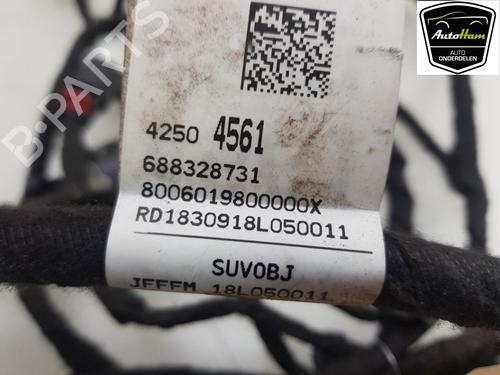 AutoHam
AUTO
ONDERDELEN
B-PARTS
4250 4561
688328731
8006019800000X
RD1830918L050011
SUV0BJ
JFFFM 18L050011